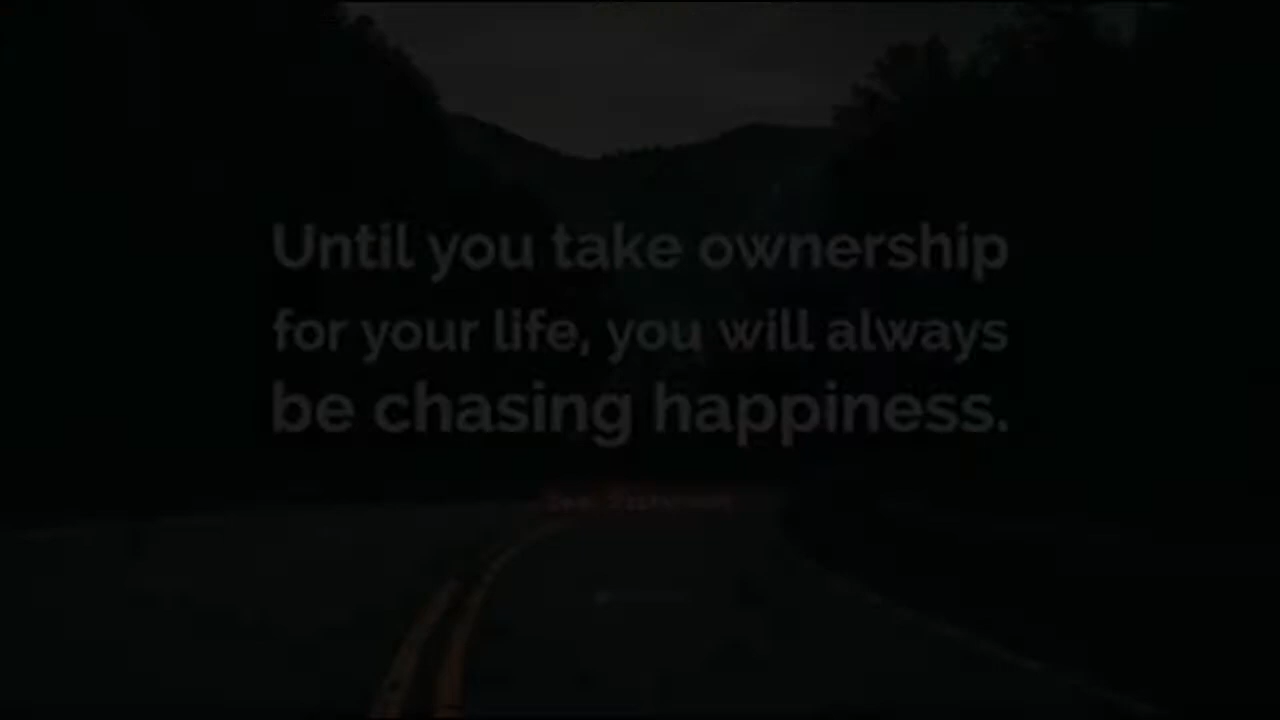 Until you take ownership
for your life, you will always
be chasing happiness.